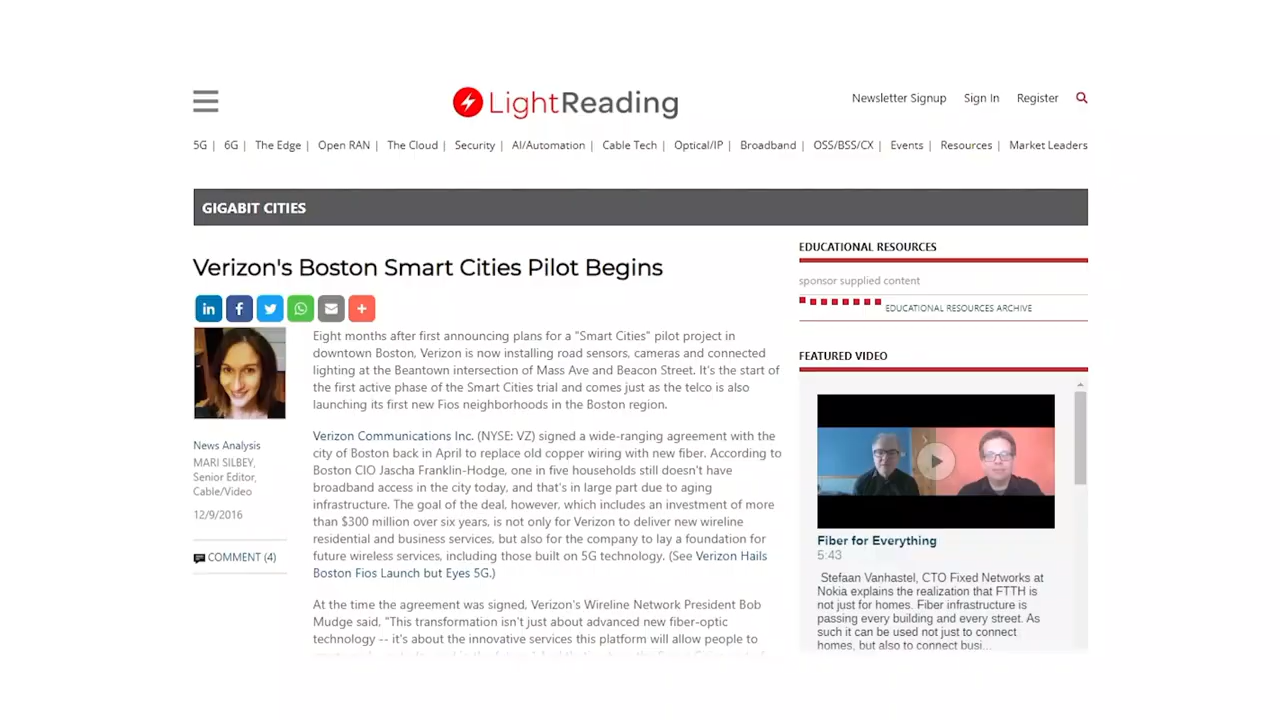 LightReading
Newsletter Signup Sign In Register
5G | 6G | The Edge | Open RAN | The Cloud | Security | AI/Automation | Cable Tech | Optical/IP | Broadband | OSS/BSS/CX | Events | Resources | Market Leaders
GIGABIT CITIES
Verizon's Boston Smart Cities Pilot Begins
in f +
News Analysis
MARI SILBEY,
Senior Editor,
Cable/Video
12/9/2016
COMMENT (4)
Eight months after first announcing plans for a "Smart Cities" pilot project in
downtown Boston, Verizon is now installing road sensors, cameras and connected
lighting at the Beantown intersection of Mass Ave and Beacon Street. It's the start of
the first active phase of the Smart Cities trial and comes just as the telco is also
launching its first new Fios neighborhoods in the Boston region.
Verizon Communications Inc. (NYSE: VZ) signed a wide-ranging agreement with the
city of Boston back in April to replace old copper wiring with new fiber. According to
Boston CIO Jascha Franklin-Hodge, one in five households still doesn't have
broadband access in the city today, and that's in large part due to aging
infrastructure. The goal of the deal, however, which includes an investment of more
than $300 million over six years, is not only for Verizon to deliver new wireline
residential and business services, but also for the company to lay a foundation for
future wireless services, including those built on 5G technology. (See Verizon Hails
Boston Fios Launch but Eyes 5G.)
At the time the agreement was signed, Verizon's Wireline Network President Bob
Mudge said, "This transformation isn't just about advanced new fiber-optic
technology -- it's about the innovative services this platform will allow people to
EDUCATIONAL RESOURCES
sponsor supplied content
EDUCATIONAL RESOURCES ARCHIVE
FEATURED VIDEO
Fiber for Everything
5:43
Stefaan Vanhastel, CTO Fixed Networks at
Nokia explains the realization that FTTH is
not just for homes. Fiber infrastructure is
passing every building and every street. As
such it can be used not just to connect
homes, but also to connect busi...